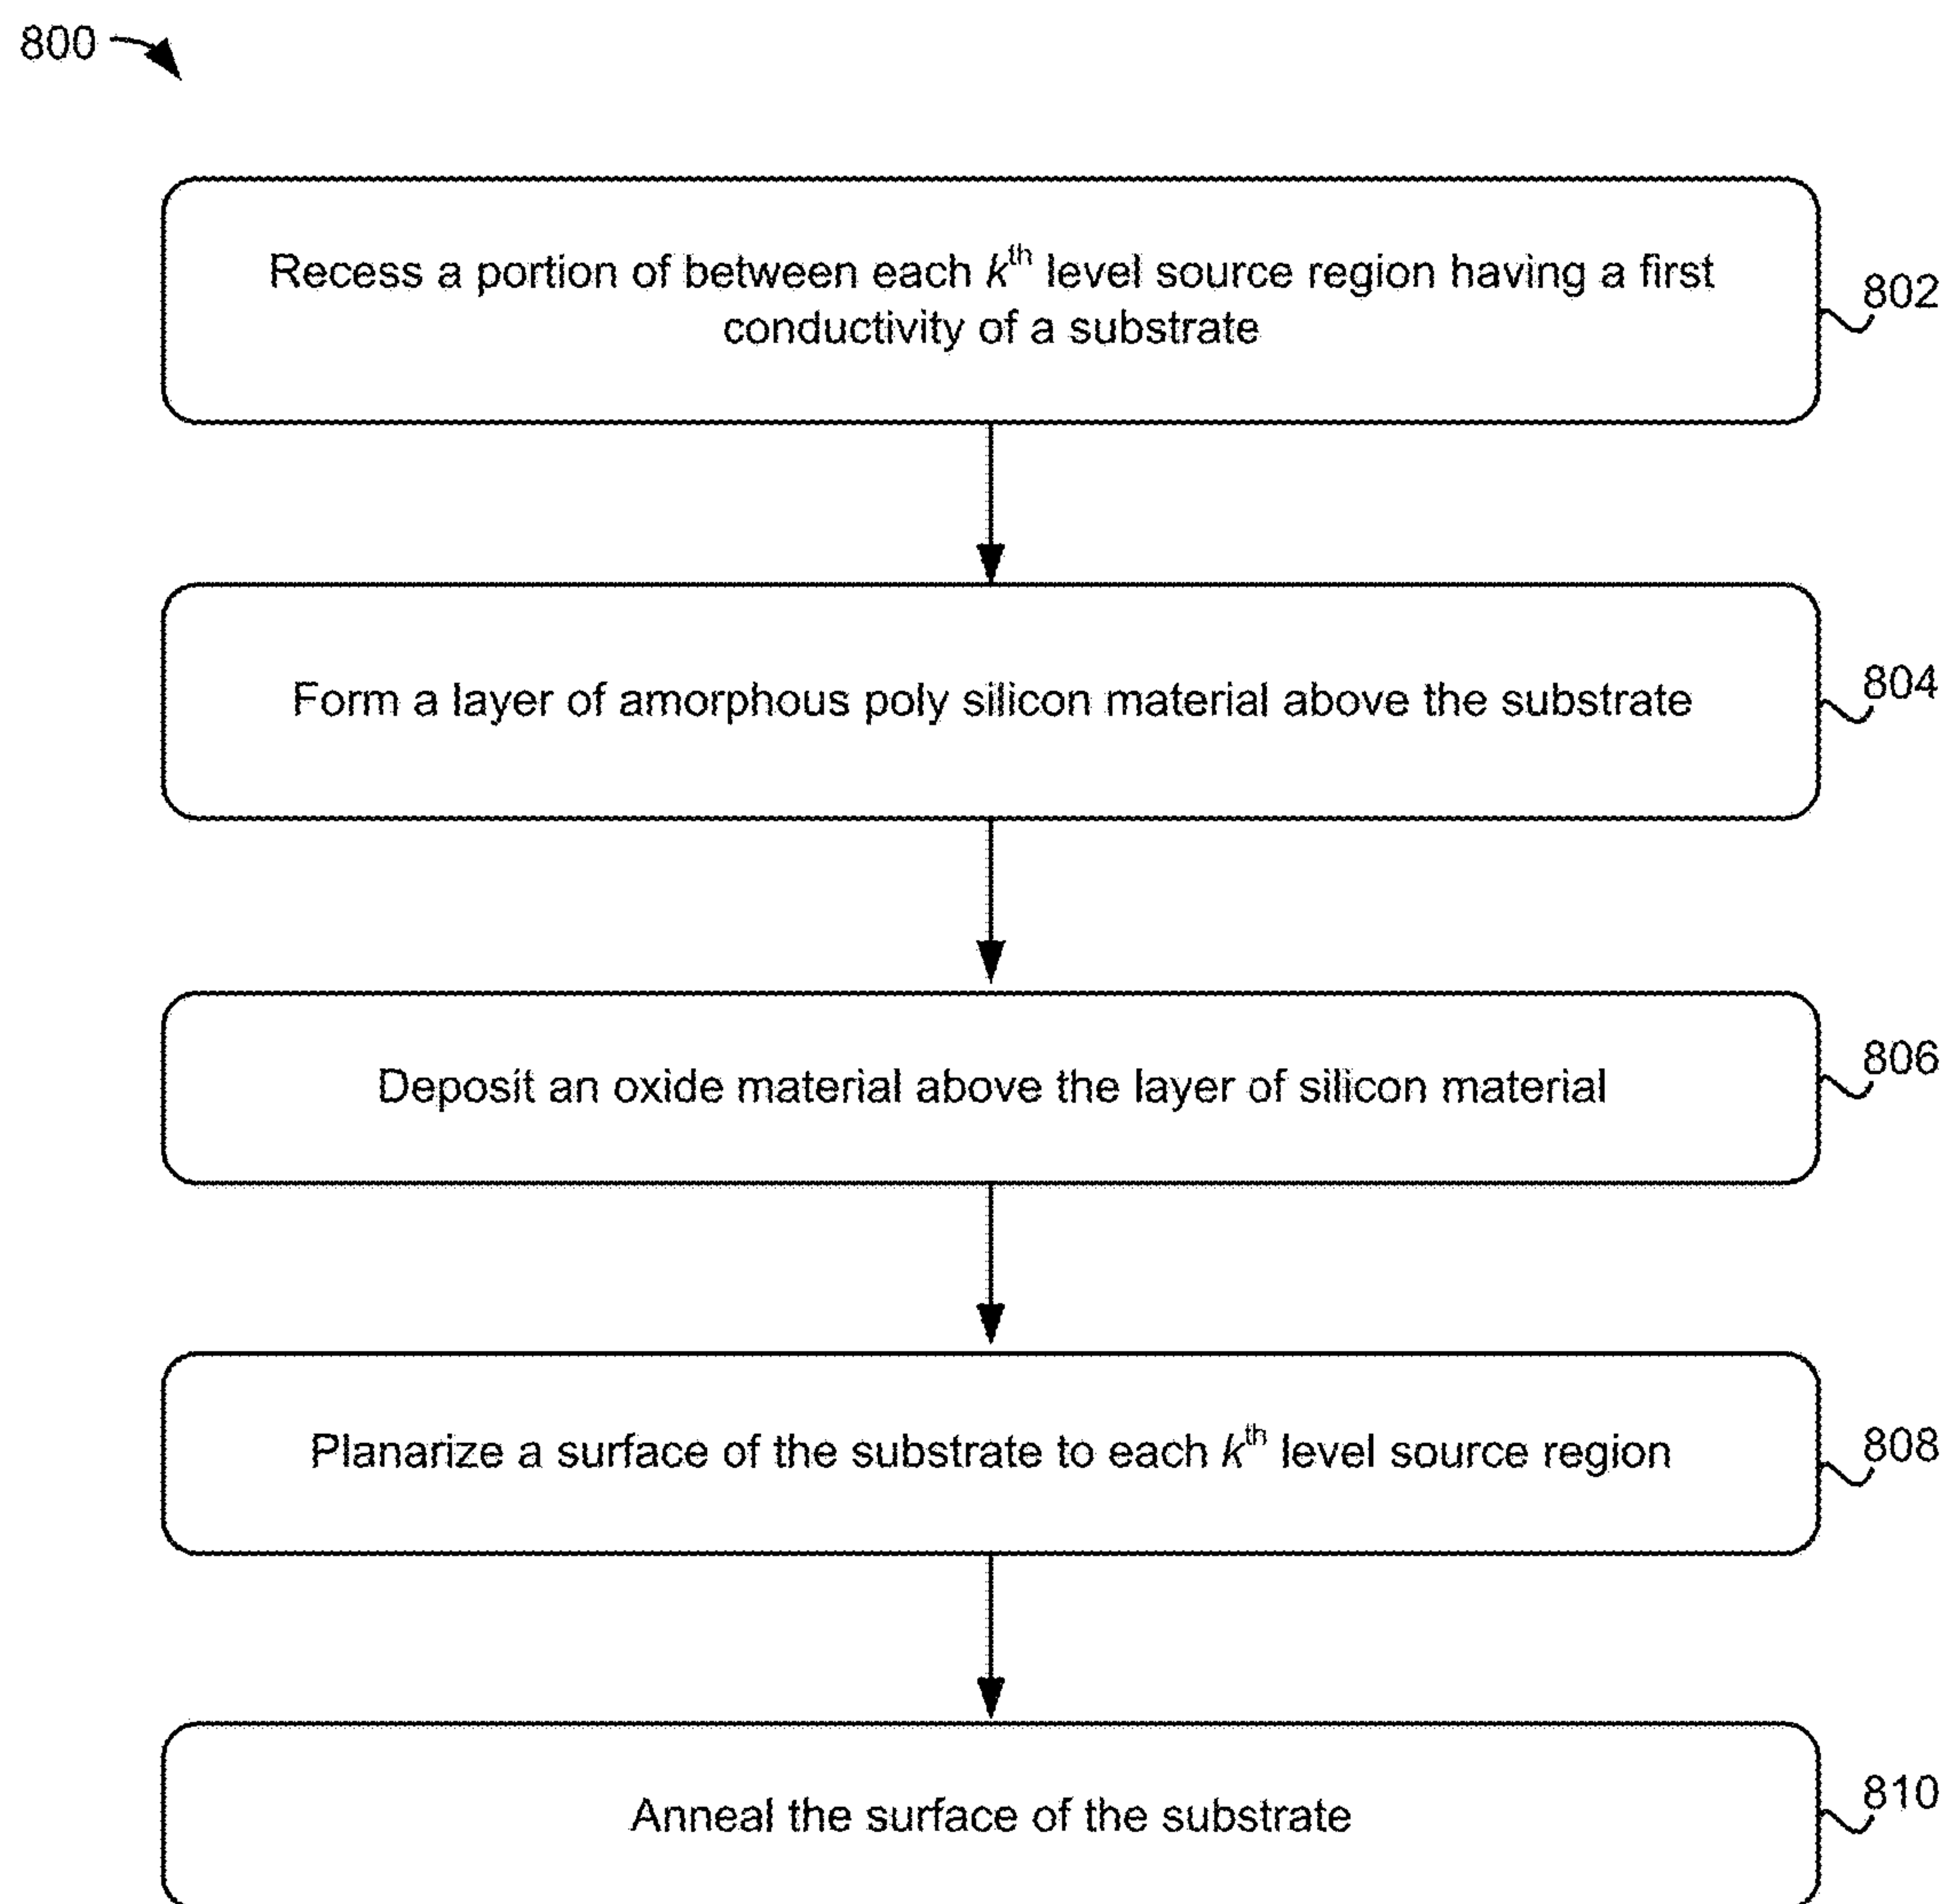 800
Recess a portion of between each kth level source region having a first
conductivity of a substrate
802
Form a layer of amorphous poly silicon material above the substrate
804
Deposit an oxide material above the layer of silicon material
806
Planarize a surface of the substrate to each kth level source region
808
Anneal the surface of the substrate
810